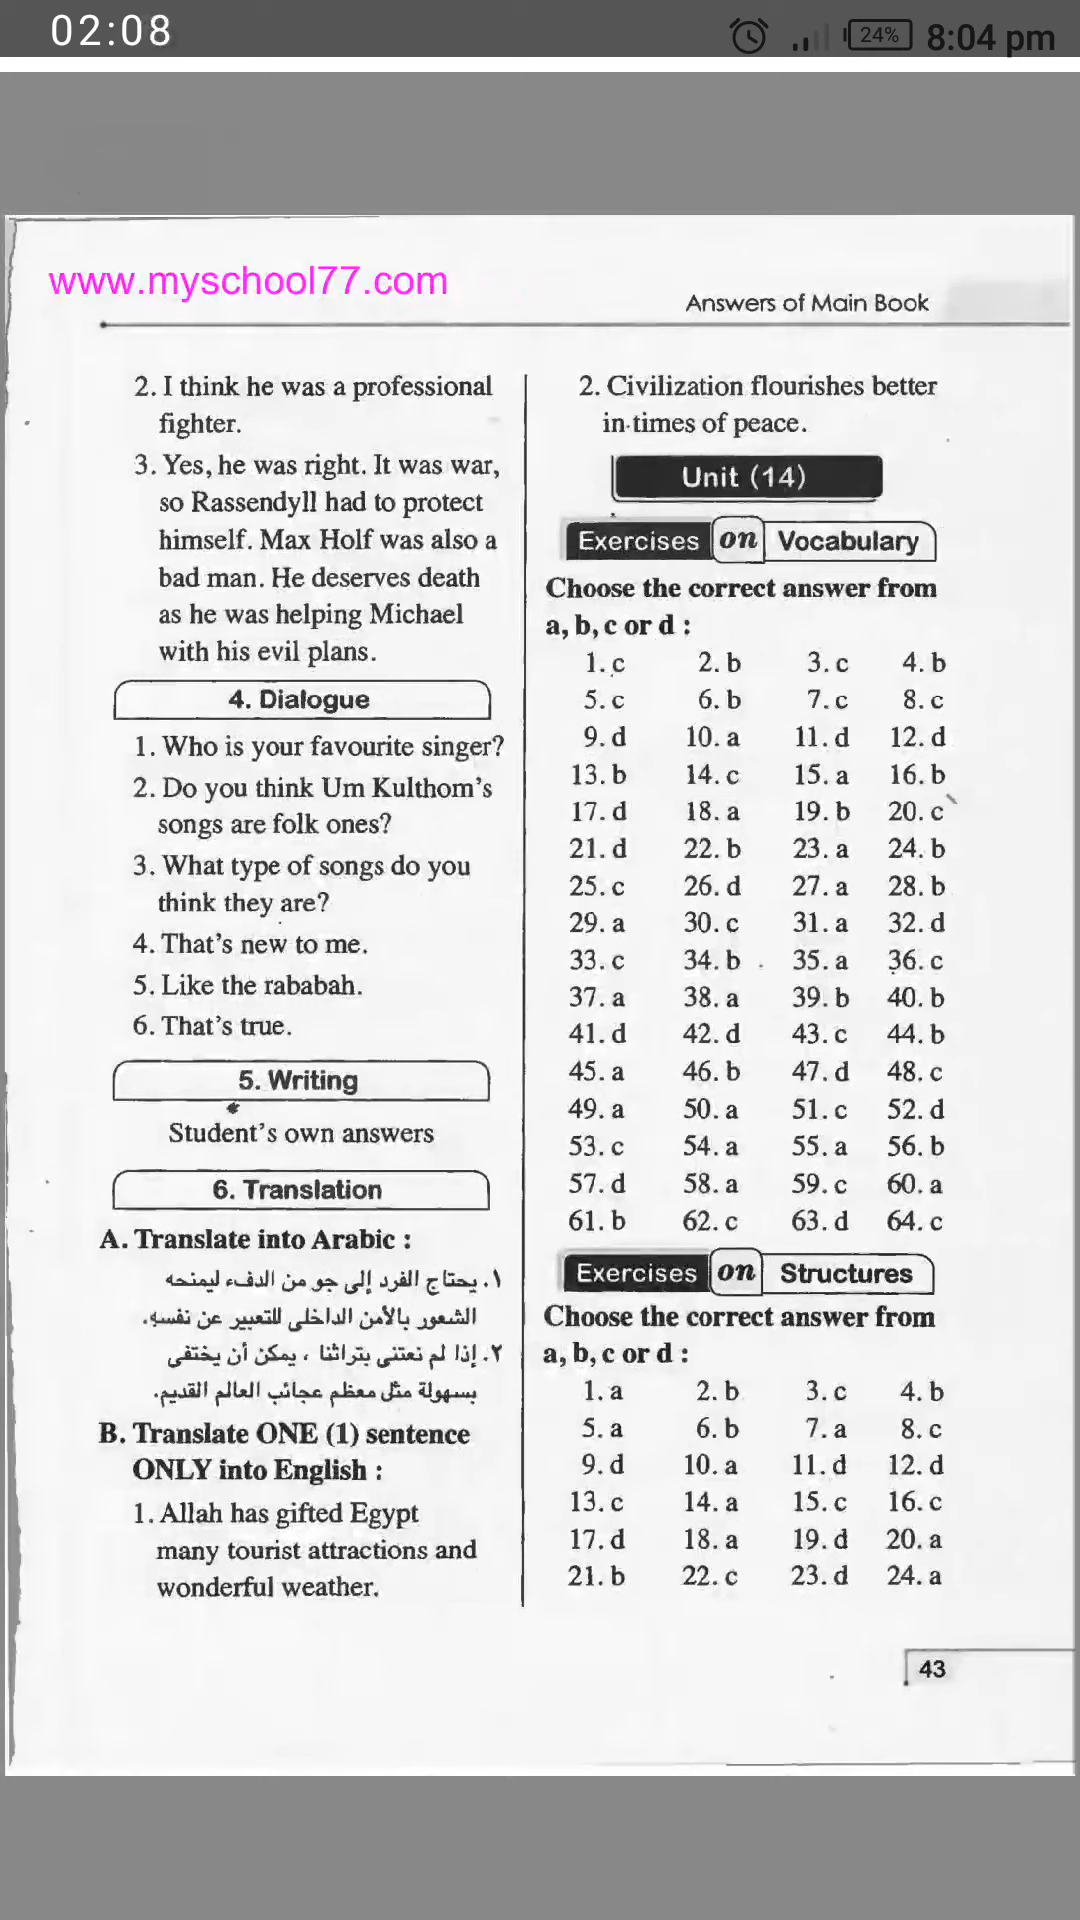 02:08
24% 8:04 pm
www.myschool77.com
Answers of Main Book
2. I think he was a professional
fighter.
3. Yes, he was right. It was war,
so Rassendyll had to protect
himself. Max Holf was also a
bad man. He deserves death
as he was helping Michael
with his evil plans.
4. Dialogue
1. Who is your favourite singer?
2. Do you think Um Kulthom's
songs are folk ones?
3. What type of songs do you
think they are?
4. That's new to me.
5. Like the rababah.
6. That's true.
5. Writing
Student's own answers
6. Translation
A. Translate into Arabic :
١. يحتاج الفرد إلى جو من الدفء ليمنحه
الشعور بالأمن الداخلى للتعبير عن نفسه.
٢. إذا لم نعتنى بتراثنا ، يمكن أن يختفى
بسهولة مثل معظم عجائب العالم القديم.
B. Translate ONE (1) sentence
ONLY into English :
1. Allah has gifted Egypt
many tourist attractions and
wonderful weather.
2. Civilization flourishes better
in times of peace.
Unit (14)
Exercises on Vocabulary
Choose the correct answer from
a, b, c or d :
1. c 2. b 3. c 4. b
5. c 6. b 7. c 8. c
9. d 10. a 11. d 12. d
13. b 14. c 15. a 16. b
17. d 18. a 19. b 20. c
21. d 22. b 23. a 24. b
25. c 26. d 27. a 28. b
29. a 30. c 31. a 32. d
33. c 34. b 35. a 36. c
37. a 38. a 39. b 40. b
41. d 42. d 43. c 44. b
45. a 46. b 47. d 48. c
49. a 50. a 51. c 52. d
53. c 54. a 55. a 56. b
57. d 58. a 59. c 60. a
61. b 62. c 63. d 64. c
Exercises on Structures
Choose the correct answer from
a, b, c or d :
1. a 2. b 3. c 4. b
5. a 6. b 7. a 8. c
9. d 10. a 11. d 12. d
13. c 14. a 15. c 16. c
17. d 18. a 19. d 20. a
21. b 22. c 23. d 24. a
43